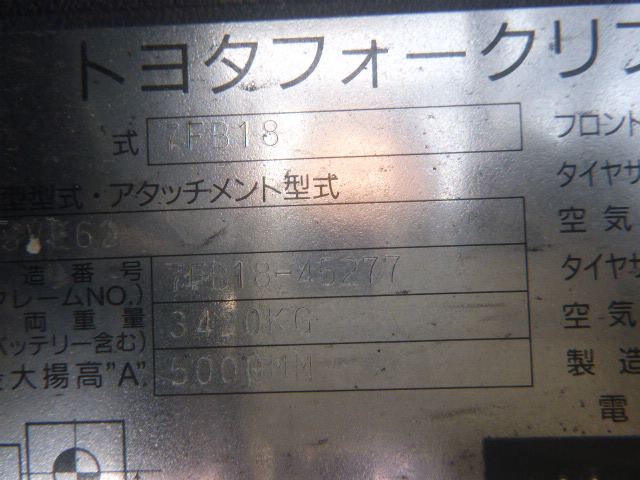 トヨタフォークリフ
式 7FB18
フロント
重型式・アタッチメント型式
タイヤサ
空気
造番号 7FB18-45277
レームNO.)
タイヤサ
両重量
バッテリー含む)
空気
大揚高"A" 5000MM
製造
電